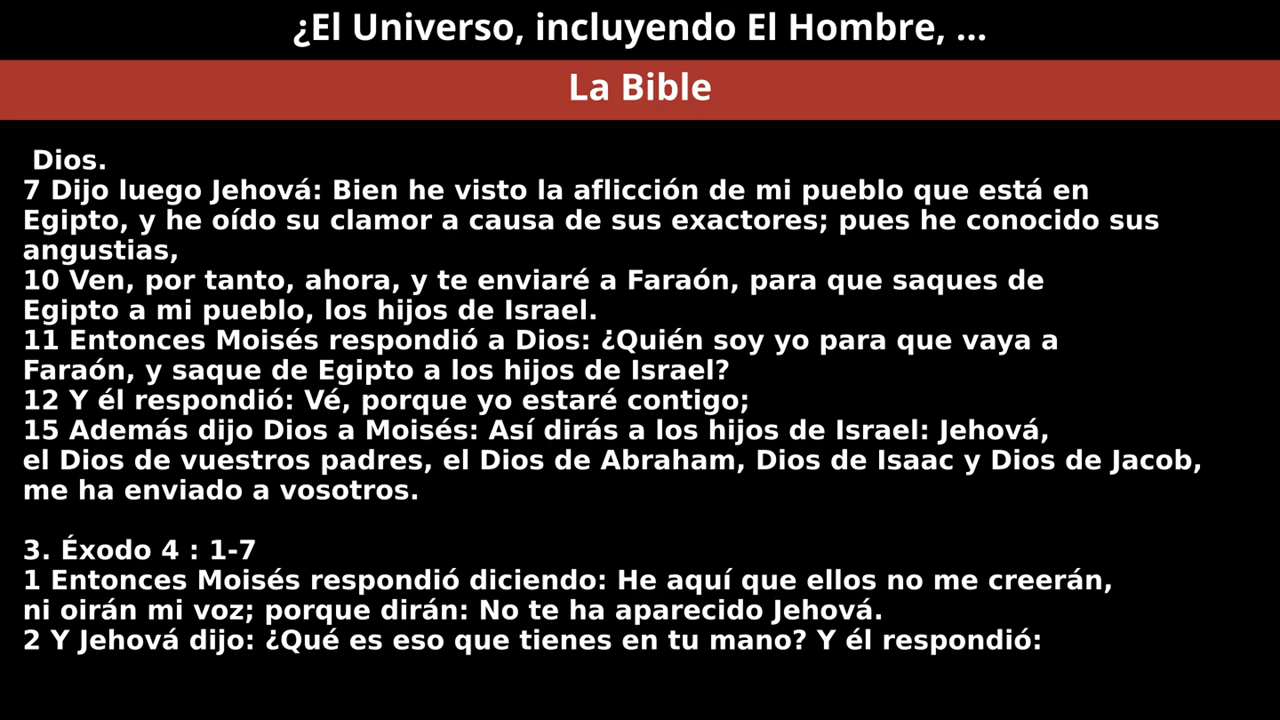 ¿El Universo, incluyendo El Hombre, ...
La Bible
Dios.
7 Dijo luego Jehová: Bien he visto la aflicción de mi pueblo que está en
Egipto, y he oído su clamor a causa de sus exactores; pues he conocido sus
angustias,
10 Ven, por tanto, ahora, y te enviaré a Faraón, para que saques de
Egipto a mi pueblo, los hijos de Israel.
11 Entonces Moisés respondió a Dios: ¿Quién soy yo para que vaya a
Faraón, y saque de Egipto a los hijos de Israel?
12 Y él respondió: Vé, porque yo estaré contigo;
15 Además dijo Dios a Moisés: Así dirás a los hijos de Israel: Jehová,
el Dios de vuestros padres, el Dios de Abraham, Dios de Isaac y Dios de Jacob,
me ha enviado a vosotros.
3. Éxodo 4 : 1-7
1 Entonces Moisés respondió diciendo: He aquí que ellos no me creerán,
ni oirán mi voz; porque dirán: No te ha aparecido Jehová.
2 Y Jehová dijo: ¿Qué es eso que tienes en tu mano? Y él respondió: